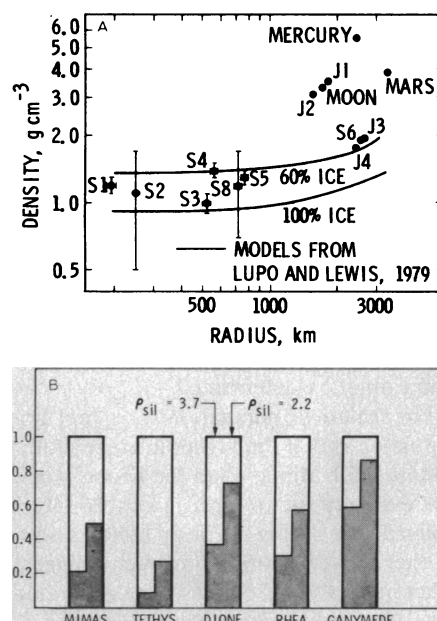 A
6.0
5.0
4.0
3.0
2.0
1.0
0.5
DENSITY, g cm⁻³
MERCURY
J1
MOON
MARS
J2
S6
J3
J4
S4
S1
S2
S3
S8
S5
60% ICE
100% ICE
MODELS FROM
LUPO AND LEWIS, 1979
500
1000
3000
RADIUS, km
B
ρsil = 3.7
ρsil = 2.2
1.0
0.8
0.6
0.4
0.2
MIMAS TETHYS DIONE RHEA GANYMEDE